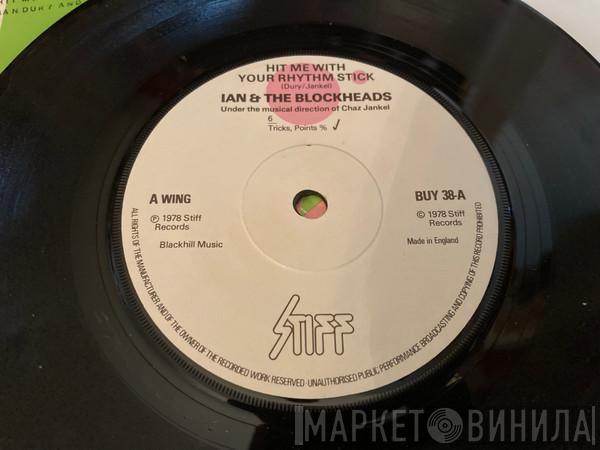 HIT ME WITH
YOUR RHYTHM STICK
(Dury/Jankel)
IAN & THE BLOCKHEADS
Under the musical direction of Chaz Jankel
6
Tricks, Points % ✓
A WING
BUY 38-A
℗ 1978 Stiff
Records
© 1978 Stiff
Records
Blackhill Music
Made in England
STIFF
ALL RIGHTS OF THE MANUFACTURER AND OF THE OWNER OF THE RECORDED WORK RESERVED · UNAUTHORISED PUBLIC PERFORMANCE BROADCASTING AND COPYING OF THIS RECORD PROHIBITED
МАРКЕТ ВИНИЛА